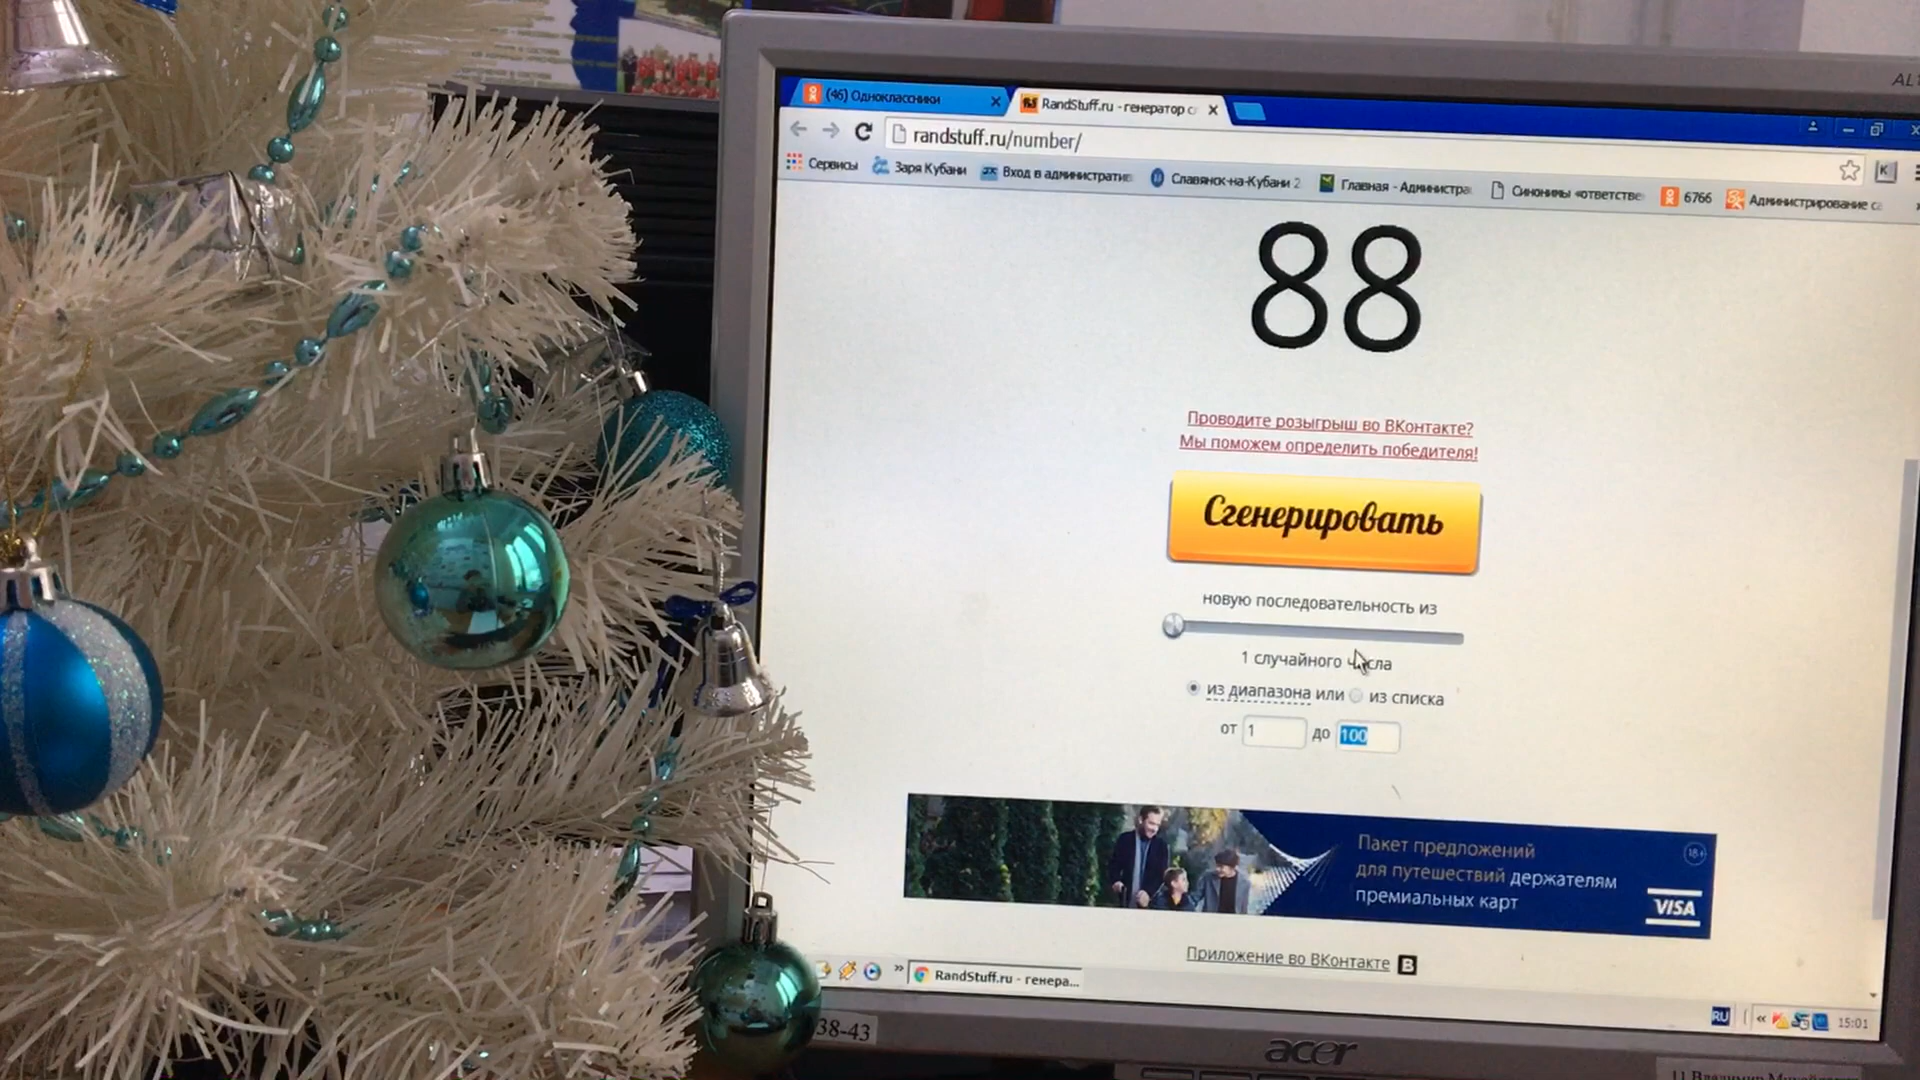 (46) Одноклассники
RandStuff.ru - генератор с
randstuff.ru/number/
Сервисы
Заря Кубани
Вход в административ
Славянск-на-Кубани 2
Главная - Администра
Синонимы «ответстве
6766
Администрирование са
88
Проводите розыгрыш во ВКонтакте?
Мы поможем определить победителя!
Сгенерировать
новую последовательность из
1 случайного числа
из диапазона или из списка
от 1 до 100
Пакет предложений
для путешествий держателям
премиальных карт
18+
VISA
Приложение во ВКонтакте
RandStuff.ru - генера...
RU
15:01
38-43
acer